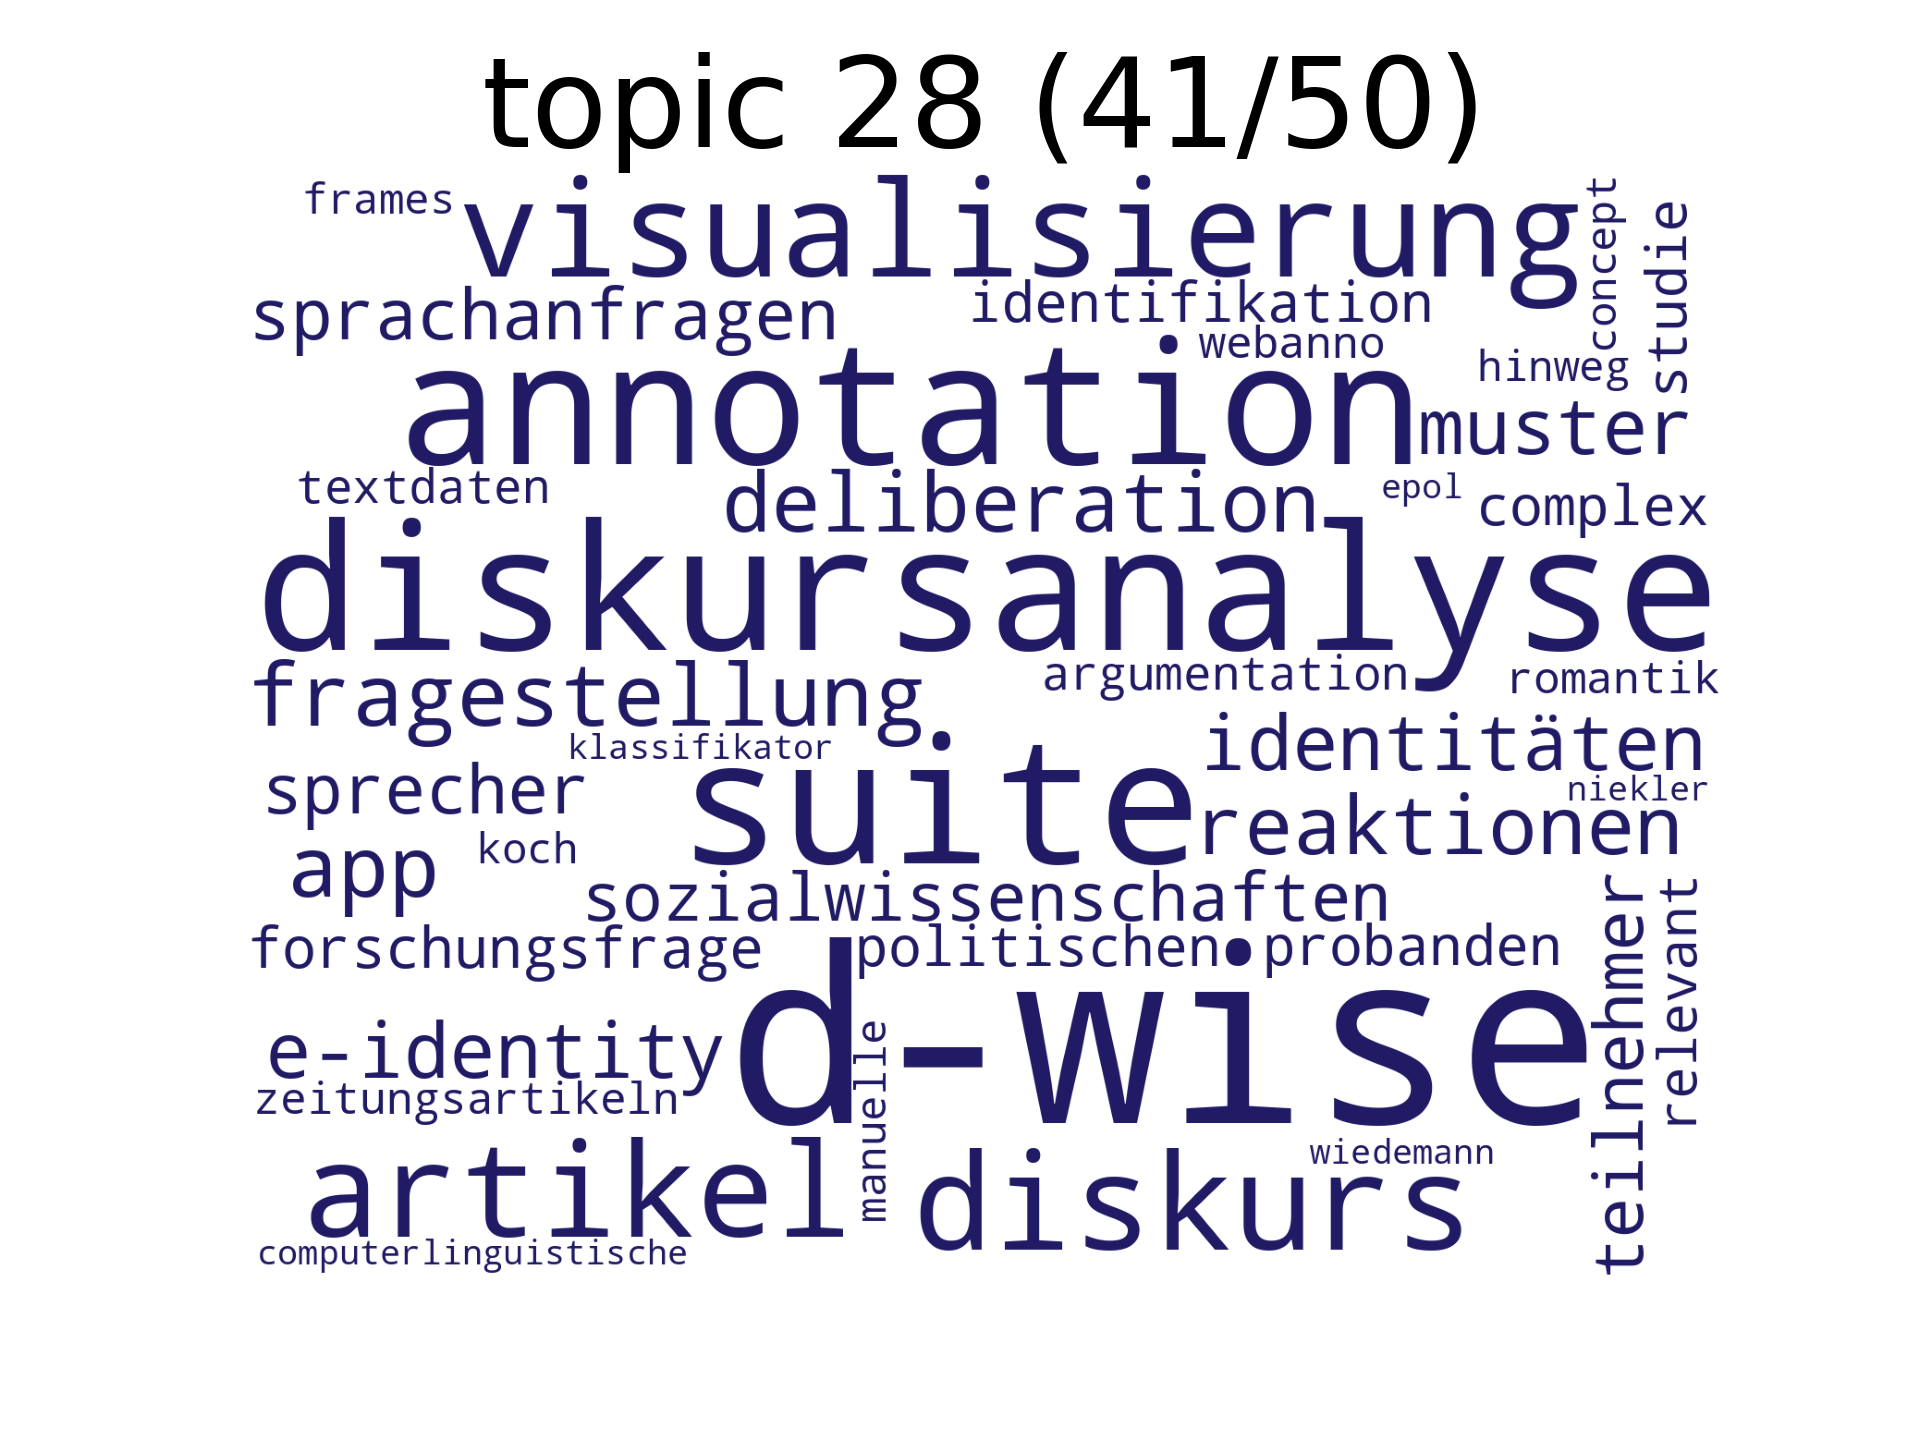 topic 28 (41/50)
frames
visualisierung
concept
studie
sprachanfragen
identifikation
webanno
hinweg
annotation
muster
textdaten
deliberation
epol
complex
diskursanalyse
fragestellung
argumentation
romantik
klassifikator
identitäten
sprecher
suite
niekler
reaktionen
app
koch
sozialwissenschaften
teilnehmer
relevant
forschungsfrage
politischen
probanden
e-identity
d-wise
manuelle
zeitungsartikeln
artikel
diskurs
wiedemann
computerlinguistische